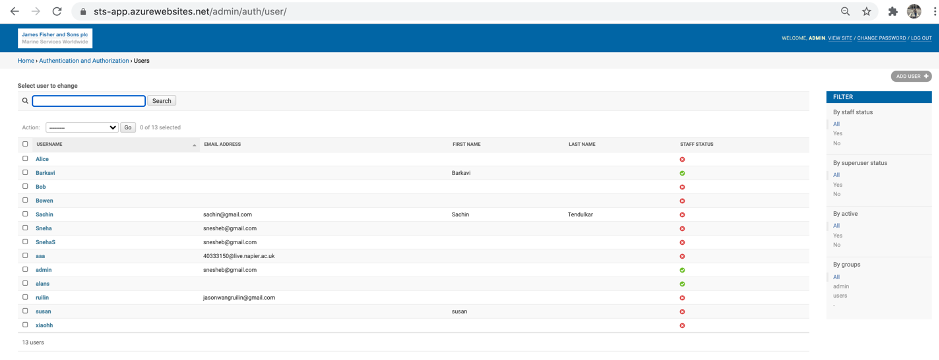 sts-app.azurewebsites.net/admin/auth/user/
James Fisher and Sons plc
Marine Services Worldwide
WELCOME, ADMIN. VIEW SITE / CHANGE PASSWORD / LOG OUT
Home › Authentication and Authorization › Users
ADD USER +
Select user to change
Search
Action: --------- Go 0 of 13 selected
USERNAME EMAIL ADDRESS FIRST NAME LAST NAME STAFF STATUS
Alice
Barkavi Barkavi
Bob
Bowen
Sachin sachin@gmail.com Sachin Tendulkar
Sneha snesheb@gmail.com
SnehaS snesheb@gmail.com
aaa 40333150@live.napier.ac.uk
admin snesheb@gmail.com
alans
ruilin jasonwangruilin@gmail.com
susan susan
xiaohh
13 users
FILTER
By staff status
All
Yes
No
By superuser status
All
Yes
No
By active
All
Yes
No
By groups
All
admin
users
-